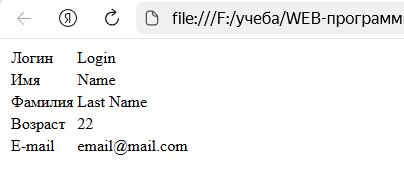 file:///F:/учеба/WEB-программ
Логин Login
Имя Name
Фамилия Last Name
Возраст 22
E-mail email@mail.com